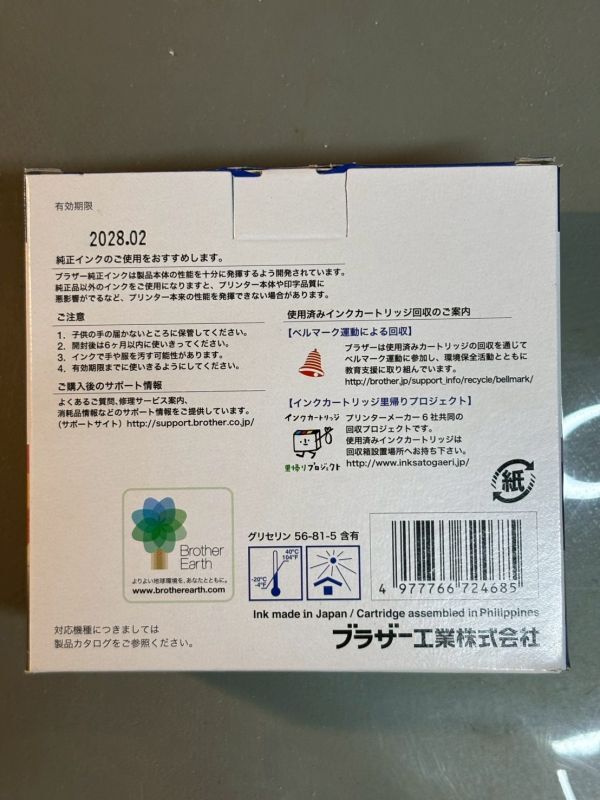 有効期限
2028.02
純正インクのご使用をおすすめします。
ブラザー純正インクは製品本体の性能を十分に発揮するよう開発されています。
純正品以外のインクをご使用になりますと、プリンター本体や印字品質に
悪影響がでるなど、プリンター本来の性能を発揮できない場合があります。
ご注意
1. 子供の手の届かないところに保管してください。
2. 開封後は6ヶ月以内に使いきってください。
3. インクで手や服を汚す可能性があります。
4. 有効期限までに使いきるようにしてください。
ご購入後のサポート情報
よくあるご質問、修理サービス案内、
消耗品情報などのサポート情報をご提供しています。
(サポートサイト) http://support.brother.co.jp/
使用済みインクカートリッジ回収のご案内
【ベルマーク運動による回収】
ブラザーは使用済みカートリッジの回収を通じて
ベルマーク運動に参加し、環境保全活動とともに
教育支援に取り組んでいます。
http://brother.jp/support_info/recycle/bellmark/
【インクカートリッジ里帰りプロジェクト】
インクカートリッジ
里帰りプロジェクト
プリンターメーカー6社共同の
回収プロジェクトです。
使用済みインクカートリッジは
回収箱設置場所へお持ち下さい。
http://www.inksatogaeri.jp/
紙
Brother
Earth
よりよい地球環境を、あなたとともに。
www.brotherearth.com
グリセリン 56-81-5 含有
40°C
104°F
-20°C
-4°F
4 977766 724685
Ink made in Japan / Cartridge assembled in Philippines
ブラザー工業株式会社
対応機種につきましては
製品カタログをご参照ください。